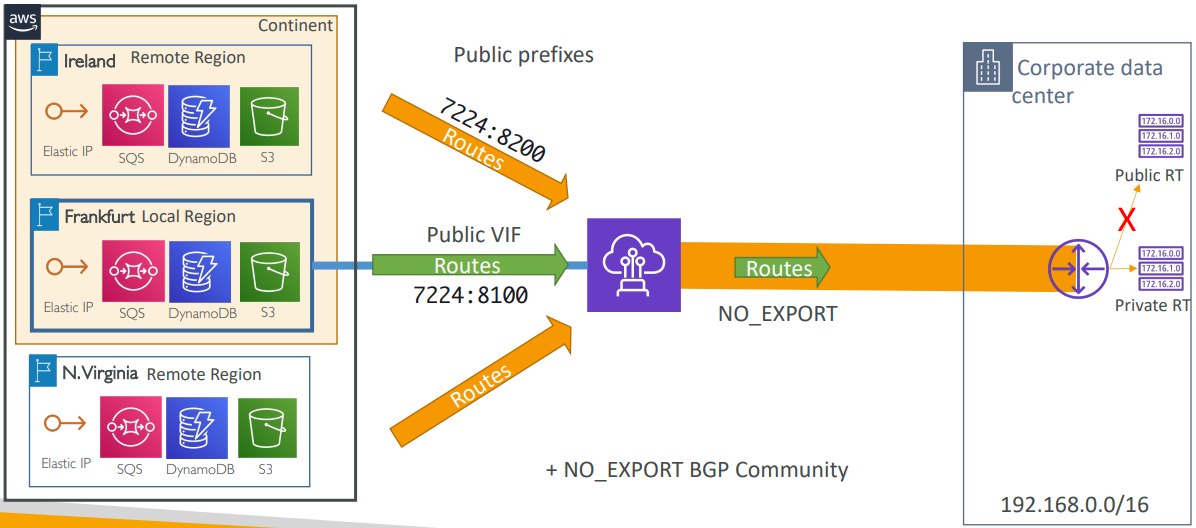 aws
Continent
Ireland Remote Region
Elastic IP SQS DynamoDB S3
Frankfurt Local Region
Elastic IP SQS DynamoDB S3
N.Virginia Remote Region
Elastic IP SQS DynamoDB S3
Public prefixes
7224:8200
Routes
Public VIF
Routes
7224:8100
Routes
Routes
NO_EXPORT
+ NO_EXPORT BGP Community
Corporate data
center
172.16.0.0
172.16.1.0
172.16.2.0
Public RT
X
172.16.0.0
172.16.1.0
172.16.2.0
Private RT
192.168.0.0/16